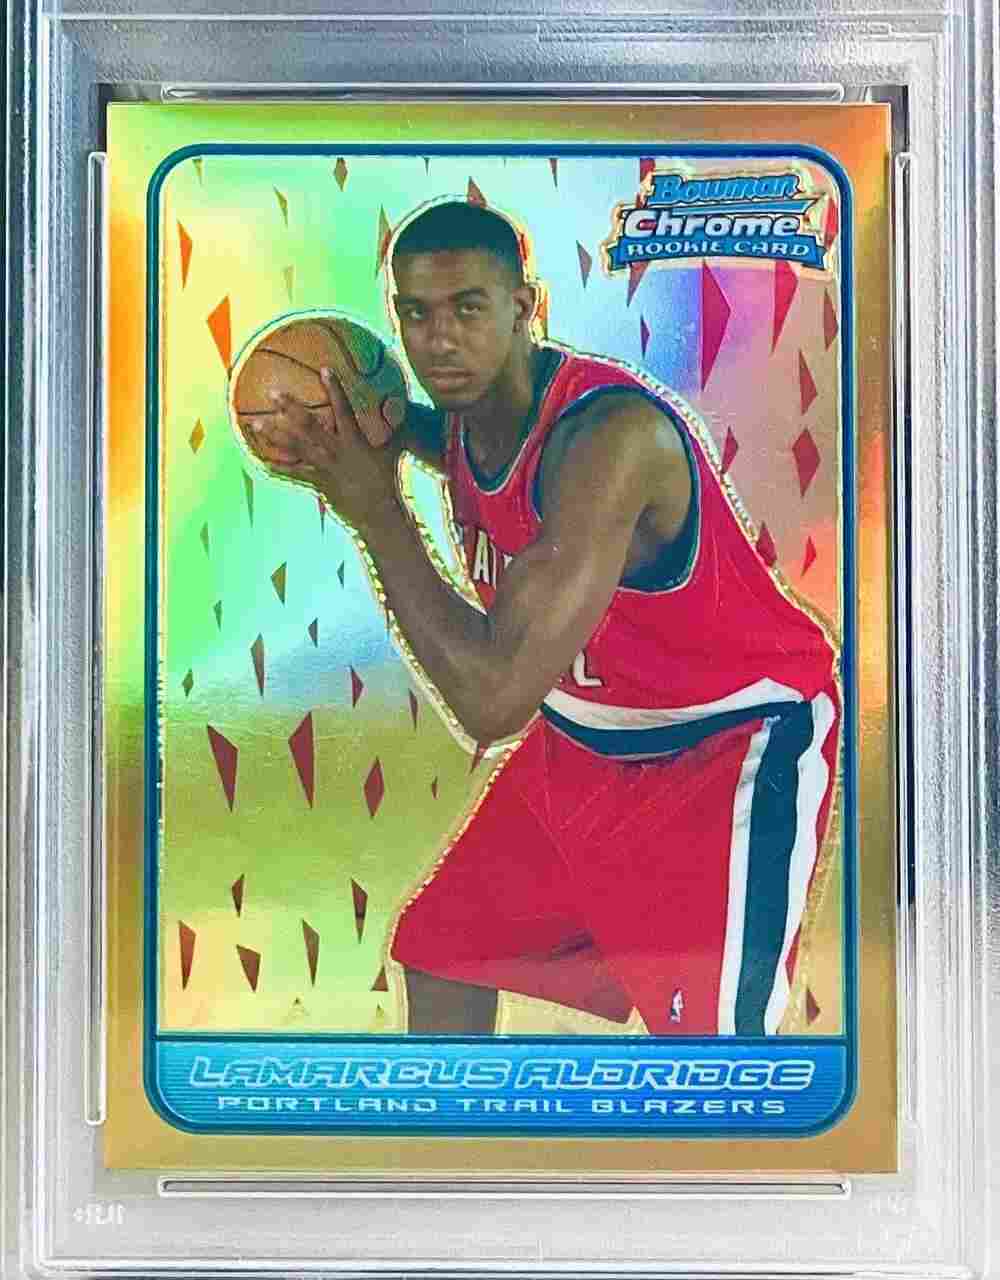 Bowman
Chrome
ROOKIE CARD
LAMARCUS ALDRIDGE
PORTLAND TRAIL BLAZERS